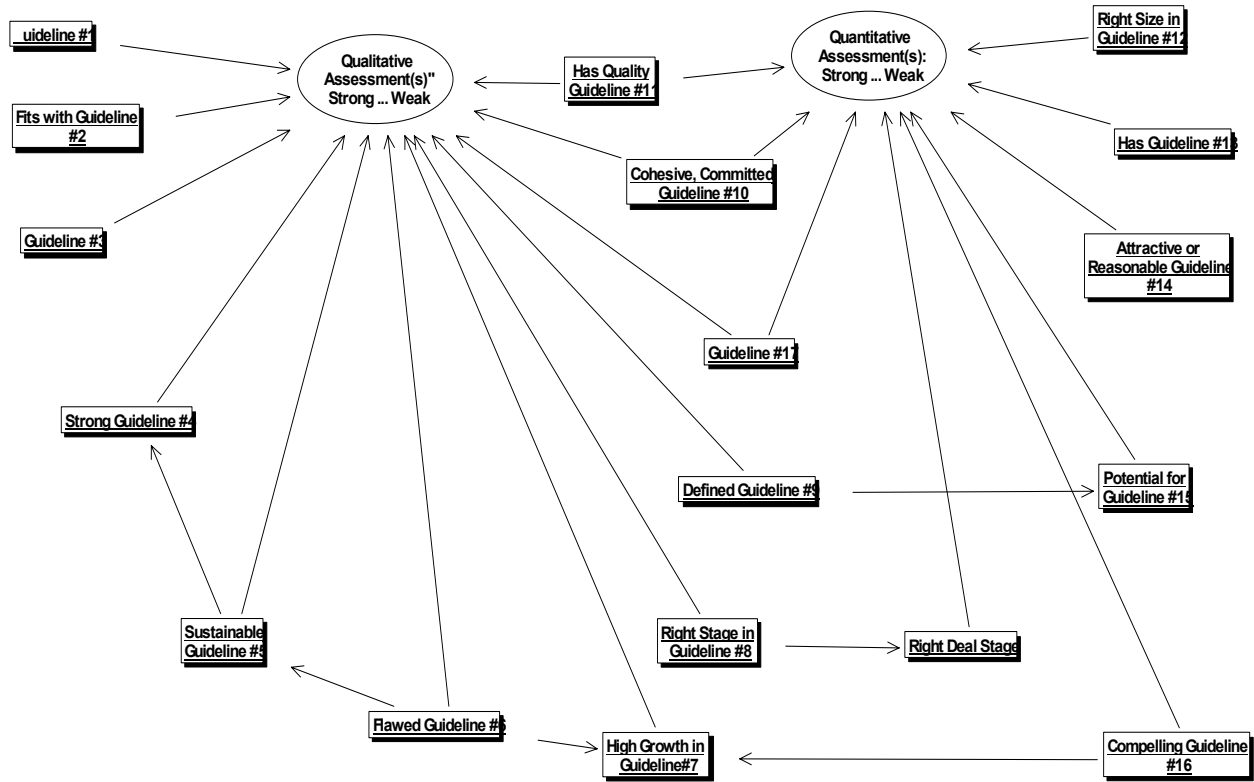 uideline #1
Qualitative
Assessment(s)"
Strong ... Weak
Quantitative
Assessment(s):
Strong ... Weak
Right Size in
Guideline #12
Has Quality
Guideline #11
Fits with Guideline
#2
Has Guideline #13
Cohesive, Committed
Guideline #10
Guideline #3
Attractive or
Reasonable Guideline
#14
Guideline #17
Strong Guideline #4
Defined Guideline #9
Potential for
Guideline #15
Sustainable
Guideline #5
Right Stage in
Guideline #8
Right Deal Stage
Flawed Guideline #6
High Growth in
Guideline#7
Compelling Guideline
#16